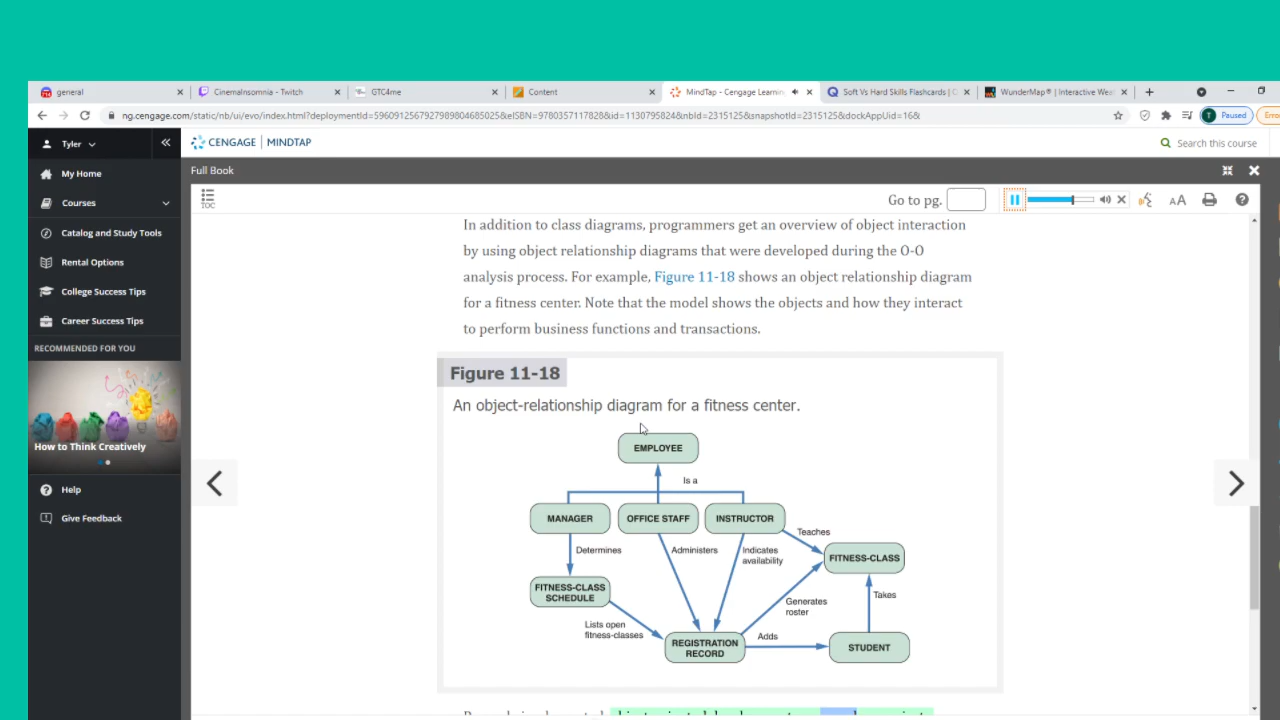 general
CinemaInsomnia - Twitch
GTC4me
Content
MindTap - Cengage Learning
Soft Vs Hard Skills Flashcards |
WunderMap® | Interactive
ng.cengage.com/static/nb/ui/evo/index.html?deploymentId=5960912567927989804685025&eISBN=9780357117828&id=1130795824&nbId=2315125&snapshotId=2315125&dockAppUid=16&
T Paused
Tyler
CENGAGE | MINDTAP
Search this course
My Home
Courses
Catalog and Study Tools
Rental Options
College Success Tips
Career Success Tips
RECOMMENDED FOR YOU
How to Think Creatively
Help
Give Feedback
Full Book
TOC
Go to pg.
AA
In addition to class diagrams, programmers get an overview of object interaction
by using object relationship diagrams that were developed during the O-O
analysis process. For example, Figure 11-18 shows an object relationship diagram
for a fitness center. Note that the model shows the objects and how they interact
to perform business functions and transactions.
Figure 11-18
An object-relationship diagram for a fitness center.
EMPLOYEE
Is a
MANAGER
OFFICE STAFF
INSTRUCTOR
Teaches
Determines
Administers
Indicates
availability
FITNESS-CLASS
FITNESS-CLASS
SCHEDULE
Generates
roster
Takes
Lists open
fitness-classes
REGISTRATION
RECORD
Adds
STUDENT